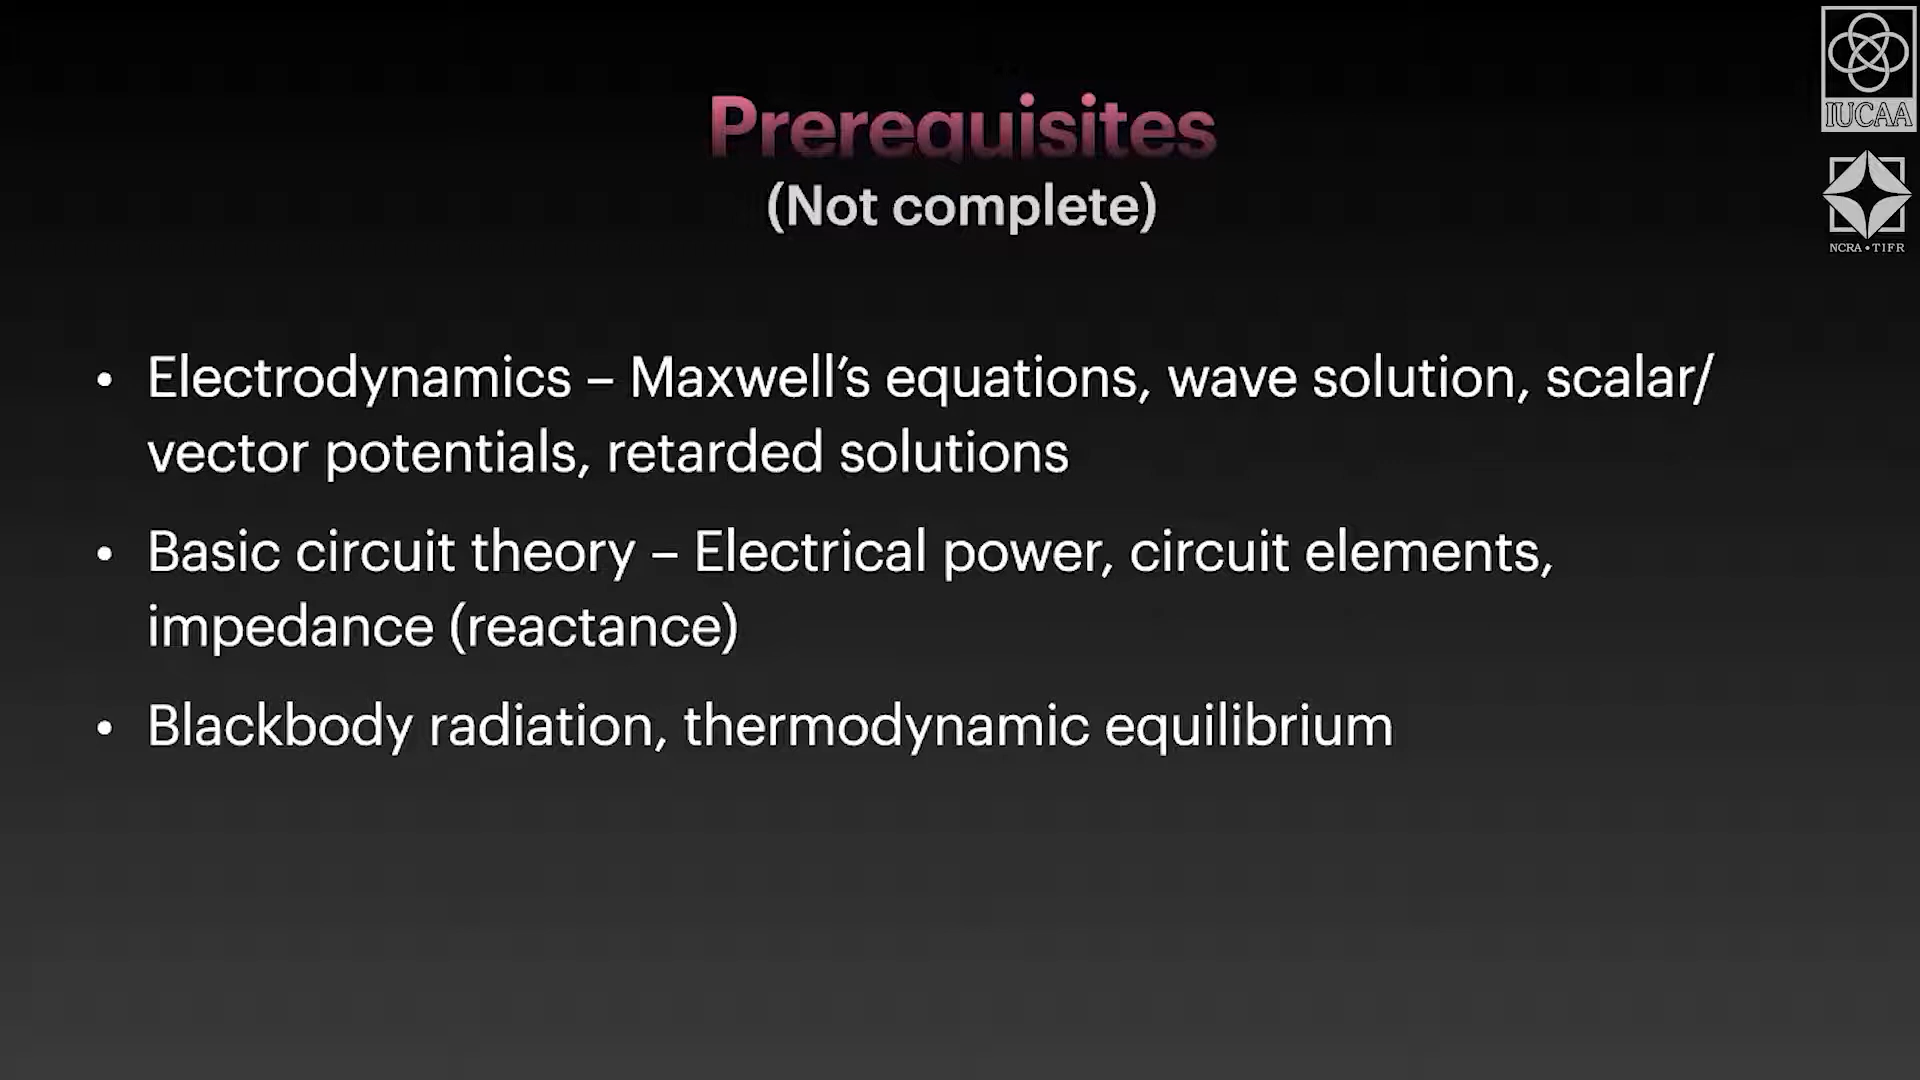 Prerequisites
(Not complete)
• Electrodynamics – Maxwell’s equations, wave solution, scalar/
vector potentials, retarded solutions
• Basic circuit theory – Electrical power, circuit elements,
impedance (reactance)
• Blackbody radiation, thermodynamic equilibrium
IUCAA
NCRA • TIFR